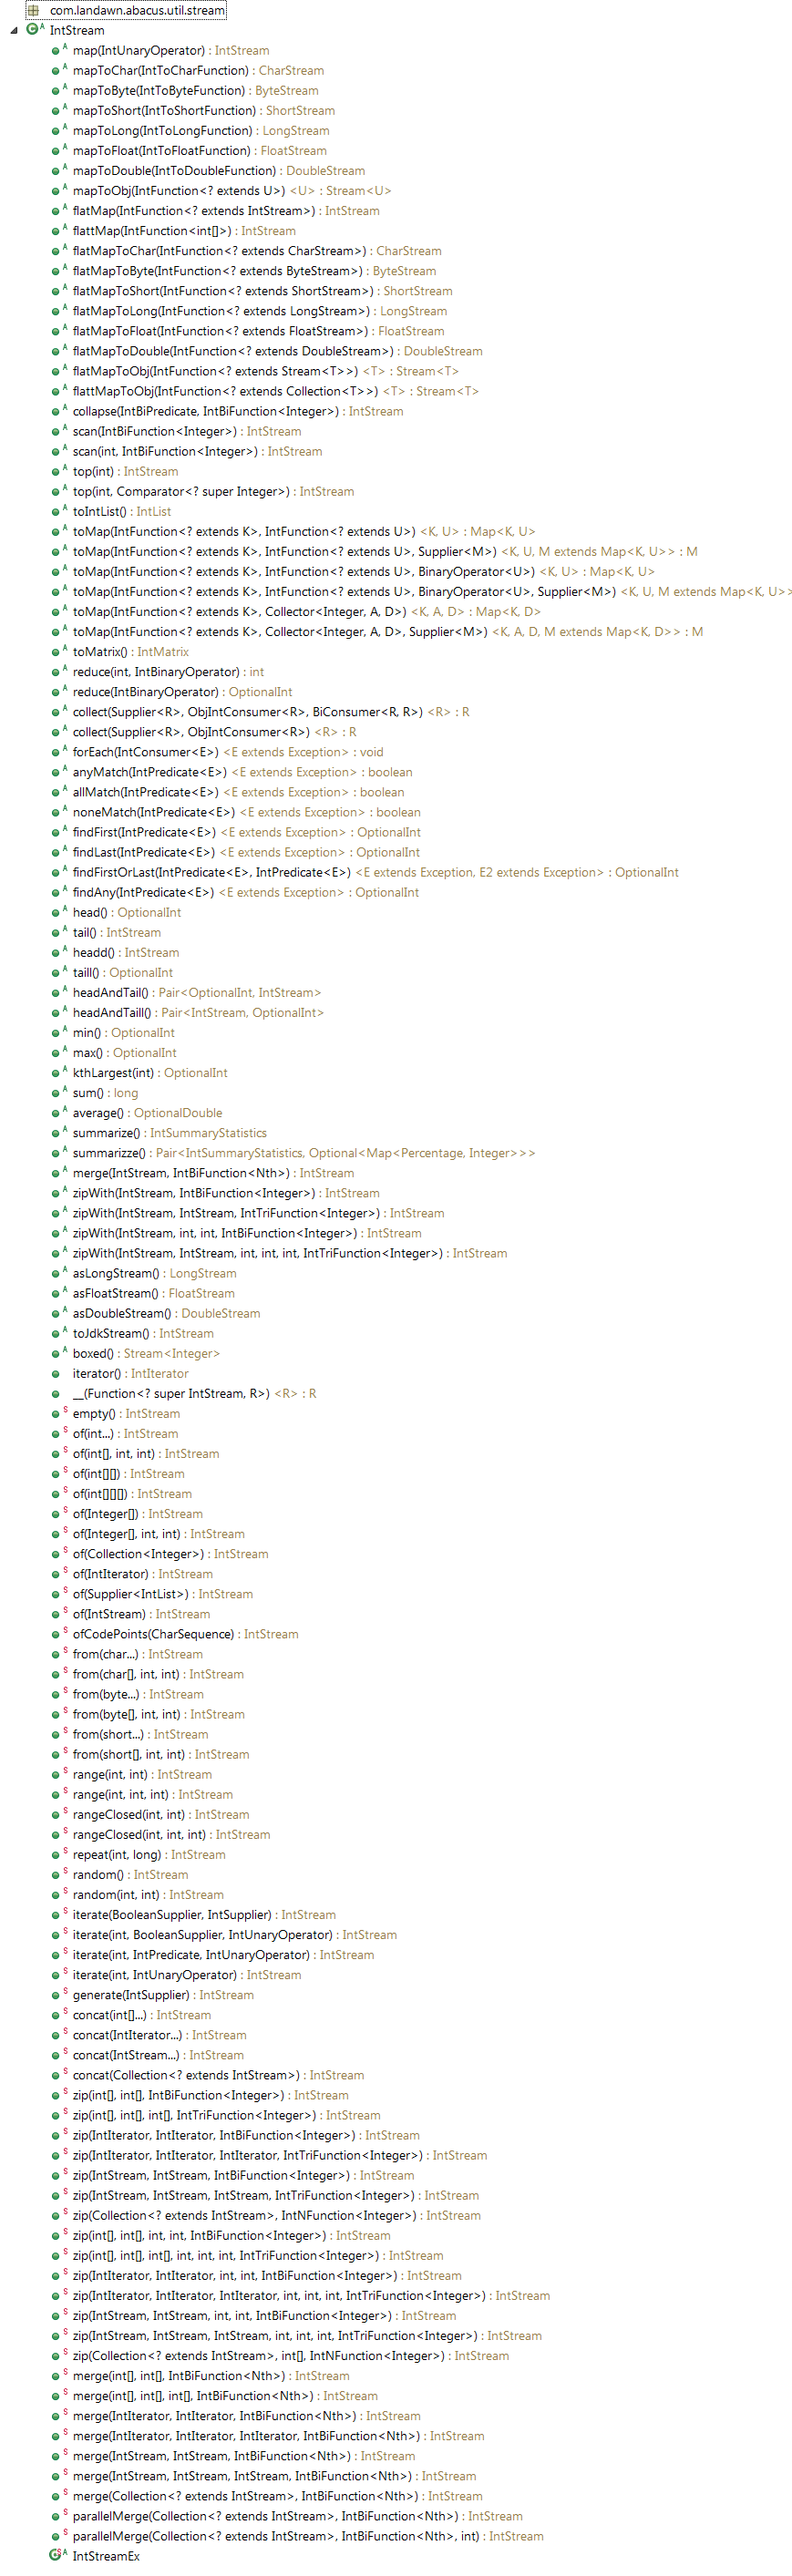 com.landawn.abacus.util.stream
IntStream
map(IntUnaryOperator) : IntStream
mapToChar(IntToCharFunction) : CharStream
mapToByte(IntToByteFunction) : ByteStream
mapToShort(IntToShortFunction) : ShortStream
mapToLong(IntToLongFunction) : LongStream
mapToFloat(IntToFloatFunction) : FloatStream
mapToDouble(IntToDoubleFunction) : DoubleStream
mapToObj(IntFunction<? extends U>) <U> : Stream<U>
flatMap(IntFunction<? extends IntStream>) : IntStream
flattMap(IntFunction<int[]>) : IntStream
flatMapToChar(IntFunction<? extends CharStream>) : CharStream
flatMapToByte(IntFunction<? extends ByteStream>) : ByteStream
flatMapToShort(IntFunction<? extends ShortStream>) : ShortStream
flatMapToLong(IntFunction<? extends LongStream>) : LongStream
flatMapToFloat(IntFunction<? extends FloatStream>) : FloatStream
flatMapToDouble(IntFunction<? extends DoubleStream>) : DoubleStream
flatMapToObj(IntFunction<? extends Stream<T>>) <T> : Stream<T>
flattMapToObj(IntFunction<? extends Collection<T>>) <T> : Stream<T>
collapse(IntBiPredicate, IntBiFunction<Integer>) : IntStream
scan(IntBiFunction<Integer>) : IntStream
scan(int, IntBiFunction<Integer>) : IntStream
top(int) : IntStream
top(int, Comparator<? super Integer>) : IntStream
toIntList() : IntList
toMap(IntFunction<? extends K>, IntFunction<? extends U>) <K, U> : Map<K, U>
toMap(IntFunction<? extends K>, IntFunction<? extends U>, Supplier<M>) <K, U, M extends Map<K, U>> : M
toMap(IntFunction<? extends K>, IntFunction<? extends U>, BinaryOperator<U>) <K, U> : Map<K, U>
toMap(IntFunction<? extends K>, IntFunction<? extends U>, BinaryOperator<U>, Supplier<M>) <K, U, M extends Map<K, U>>
toMap(IntFunction<? extends K>, Collector<Integer, A, D>) <K, A, D> : Map<K, D>
toMap(IntFunction<? extends K>, Collector<Integer, A, D>, Supplier<M>) <K, A, D, M extends Map<K, D>> : M
toMatrix() : IntMatrix
reduce(int, IntBinaryOperator) : int
reduce(IntBinaryOperator) : OptionalInt
collect(Supplier<R>, ObjIntConsumer<R>, BiConsumer<R, R>) <R> : R
collect(Supplier<R>, ObjIntConsumer<R>) <R> : R
forEach(IntConsumer<E>) <E extends Exception> : void
anyMatch(IntPredicate<E>) <E extends Exception> : boolean
allMatch(IntPredicate<E>) <E extends Exception> : boolean
noneMatch(IntPredicate<E>) <E extends Exception> : boolean
findFirst(IntPredicate<E>) <E extends Exception> : OptionalInt
findLast(IntPredicate<E>) <E extends Exception> : OptionalInt
findFirstOrLast(IntPredicate<E>, IntPredicate<E>) <E extends Exception, E2 extends Exception> : OptionalInt
findAny(IntPredicate<E>) <E extends Exception> : OptionalInt
head() : OptionalInt
tail() : IntStream
headd() : IntStream
taill() : OptionalInt
headAndTail() : Pair<OptionalInt, IntStream>
headAndTaill() : Pair<IntStream, OptionalInt>
min() : OptionalInt
max() : OptionalInt
kthLargest(int) : OptionalInt
sum() : long
average() : OptionalDouble
summarize() : IntSummaryStatistics
summarizze() : Pair<IntSummaryStatistics, Optional<Map<Percentage, Integer>>>
merge(IntStream, IntBiFunction<Nth>) : IntStream
zipWith(IntStream, IntBiFunction<Integer>) : IntStream
zipWith(IntStream, IntStream, IntTriFunction<Integer>) : IntStream
zipWith(IntStream, int, int, IntBiFunction<Integer>) : IntStream
zipWith(IntStream, IntStream, int, int, int, IntTriFunction<Integer>) : IntStream
asLongStream() : LongStream
asFloatStream() : FloatStream
asDoubleStream() : DoubleStream
toJdkStream() : IntStream
boxed() : Stream<Integer>
iterator() : IntIterator
__(Function<? super IntStream, R>) <R> : R
empty() : IntStream
of(int...) : IntStream
of(int[], int, int) : IntStream
of(int[][]) : IntStream
of(int[][][]) : IntStream
of(Integer[]) : IntStream
of(Integer[], int, int) : IntStream
of(Collection<Integer>) : IntStream
of(IntIterator) : IntStream
of(Supplier<IntList>) : IntStream
of(IntStream) : IntStream
ofCodePoints(CharSequence) : IntStream
from(char...) : IntStream
from(char[], int, int) : IntStream
from(byte...) : IntStream
from(byte[], int, int) : IntStream
from(short...) : IntStream
from(short[], int, int) : IntStream
range(int, int) : IntStream
range(int, int, int) : IntStream
rangeClosed(int, int) : IntStream
rangeClosed(int, int, int) : IntStream
repeat(int, long) : IntStream
random() : IntStream
random(int, int) : IntStream
iterate(BooleanSupplier, IntSupplier) : IntStream
iterate(int, BooleanSupplier, IntUnaryOperator) : IntStream
iterate(int, IntPredicate, IntUnaryOperator) : IntStream
iterate(int, IntUnaryOperator) : IntStream
generate(IntSupplier) : IntStream
concat(int[]...) : IntStream
concat(IntIterator...) : IntStream
concat(IntStream...) : IntStream
concat(Collection<? extends IntStream>) : IntStream
zip(int[], int[], IntBiFunction<Integer>) : IntStream
zip(int[], int[], int[], IntTriFunction<Integer>) : IntStream
zip(IntIterator, IntIterator, IntBiFunction<Integer>) : IntStream
zip(IntIterator, IntIterator, IntIterator, IntTriFunction<Integer>) : IntStream
zip(IntStream, IntStream, IntBiFunction<Integer>) : IntStream
zip(IntStream, IntStream, IntStream, IntTriFunction<Integer>) : IntStream
zip(Collection<? extends IntStream>, IntNFunction<Integer>) : IntStream
zip(int[], int[], int, int, IntBiFunction<Integer>) : IntStream
zip(int[], int[], int[], int, int, int, IntTriFunction<Integer>) : IntStream
zip(IntIterator, IntIterator, int, int, IntBiFunction<Integer>) : IntStream
zip(IntIterator, IntIterator, IntIterator, int, int, int, IntTriFunction<Integer>) : IntStream
zip(IntStream, IntStream, int, int, IntBiFunction<Integer>) : IntStream
zip(IntStream, IntStream, IntStream, int, int, int, IntTriFunction<Integer>) : IntStream
zip(Collection<? extends IntStream>, int[], IntNFunction<Integer>) : IntStream
merge(int[], int[], IntBiFunction<Nth>) : IntStream
merge(int[], int[], int[], IntBiFunction<Nth>) : IntStream
merge(IntIterator, IntIterator, IntBiFunction<Nth>) : IntStream
merge(IntIterator, IntIterator, IntIterator, IntBiFunction<Nth>) : IntStream
merge(IntStream, IntStream, IntBiFunction<Nth>) : IntStream
merge(IntStream, IntStream, IntStream, IntBiFunction<Nth>) : IntStream
merge(Collection<? extends IntStream>, IntBiFunction<Nth>) : IntStream
parallelMerge(Collection<? extends IntStream>, IntBiFunction<Nth>) : IntStream
parallelMerge(Collection<? extends IntStream>, IntBiFunction<Nth>, int) : IntStream
IntStreamEx